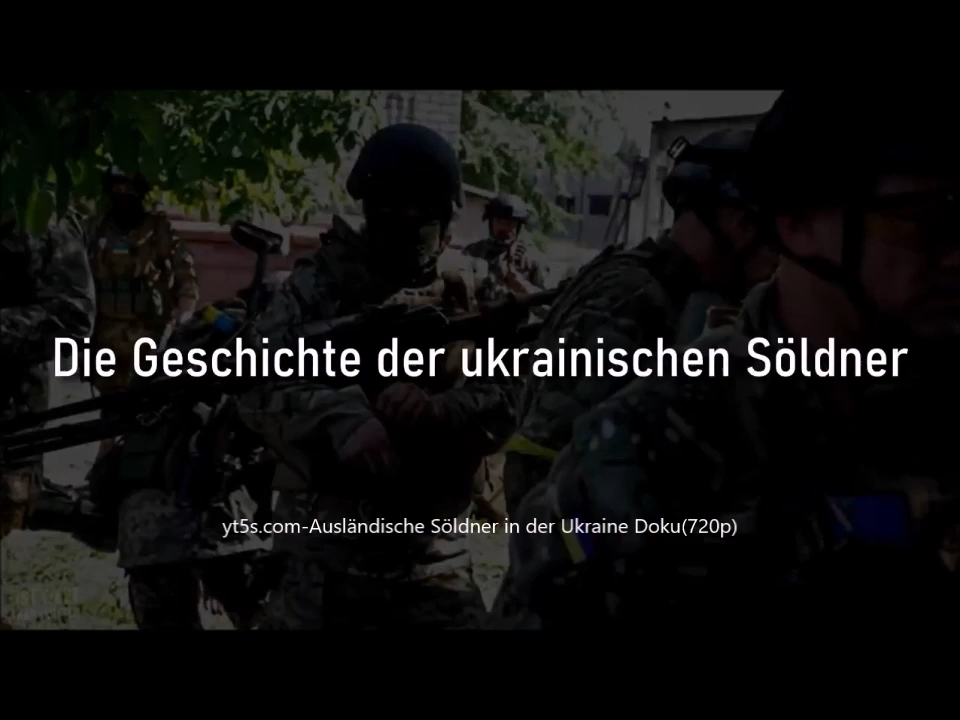 Die Geschichte der ukrainischen Söldner
yt5s.com-Ausländische Söldner in der Ukraine Doku(720p)